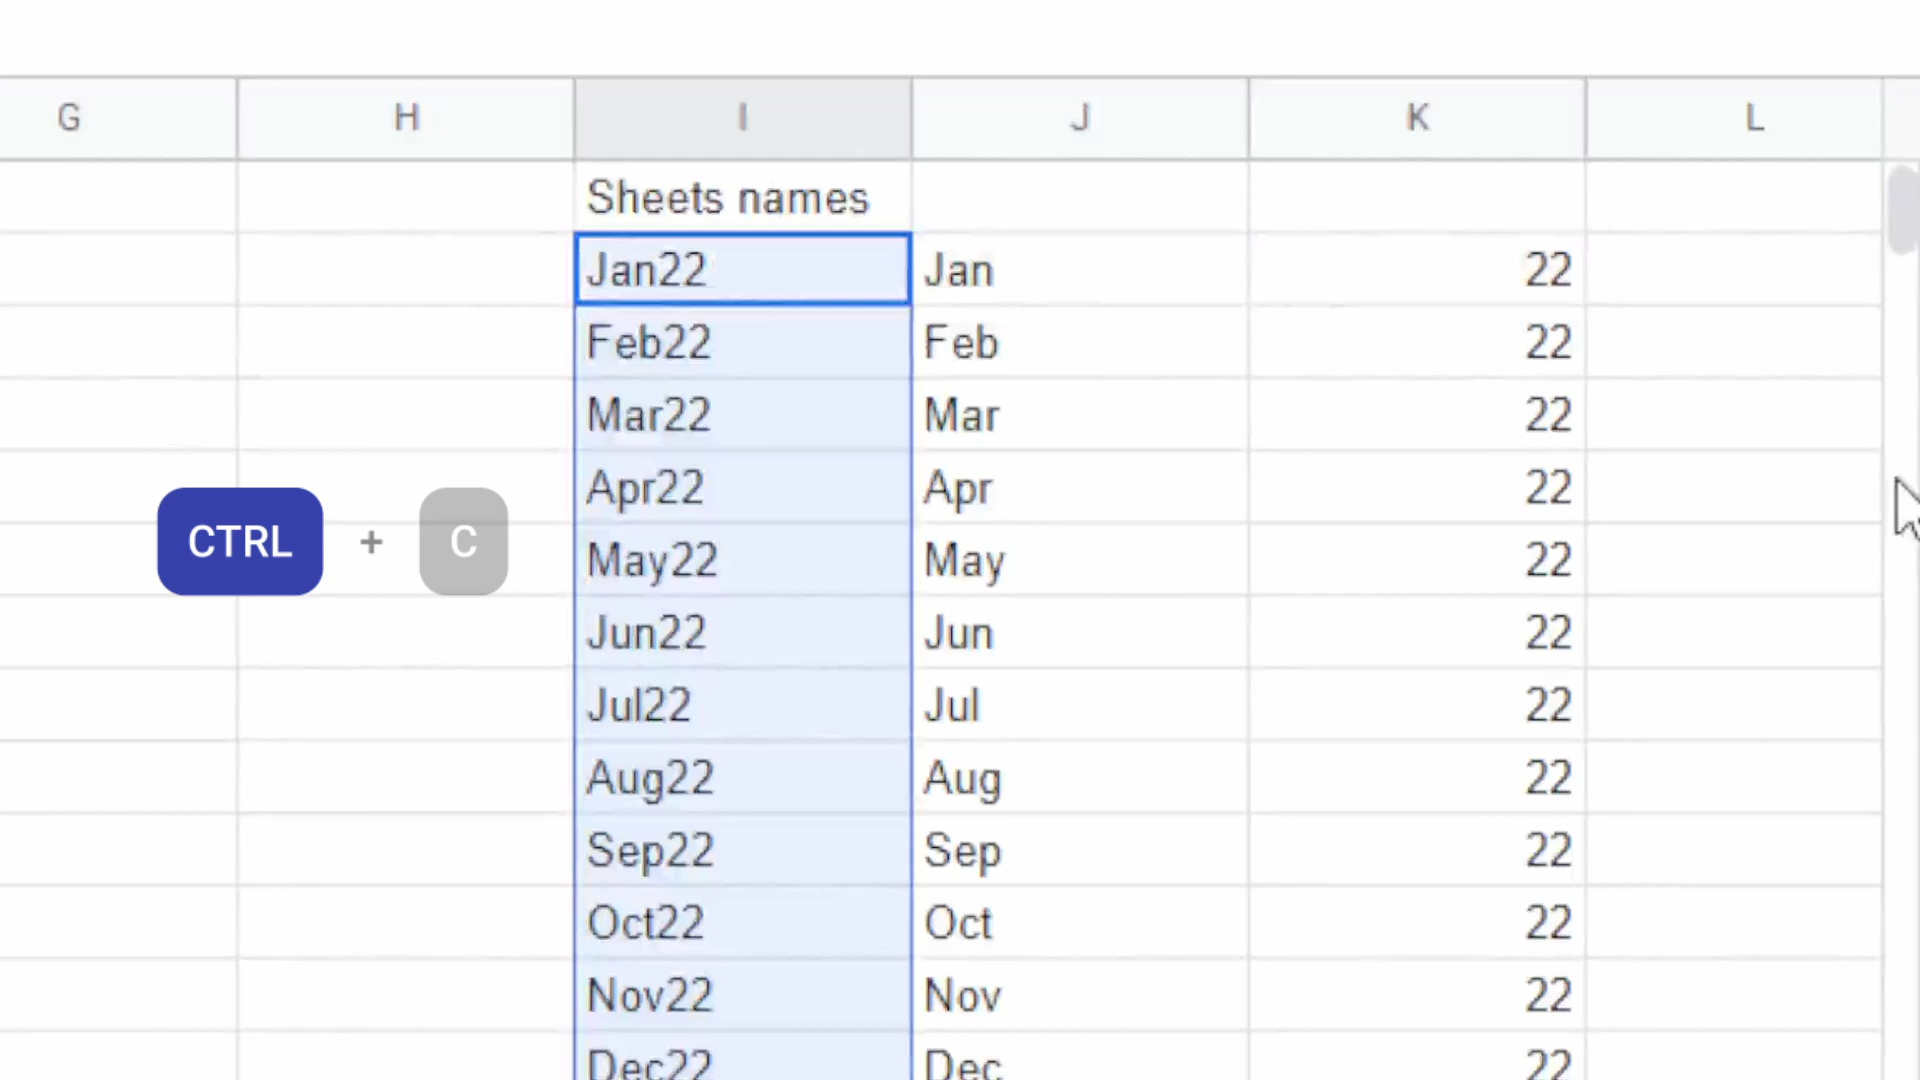 G H I J K L
Sheets names
Jan22 Jan 22
Feb22 Feb 22
Mar22 Mar 22
Apr22 Apr 22
CTRL + C
May22 May 22
Jun22 Jun 22
Jul22 Jul 22
Aug22 Aug 22
Sep22 Sep 22
Oct22 Oct 22
Nov22 Nov 22
Dec22 Dec 22